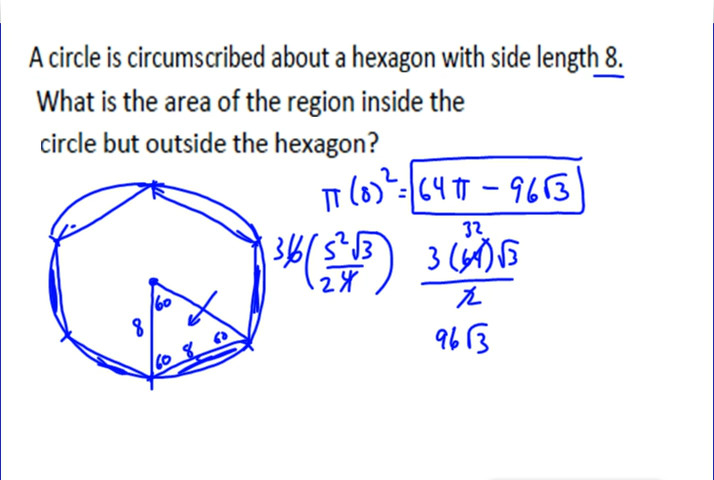 A circle is circumscribed about a hexagon with side length 8.
What is the area of the region inside the
circle but outside the hexagon?
π(8)²= 64π - 96√3
3 6 (s²√3 / 2 4)
32
3 (64) √3 / 2
96√3
60
8
60 8 60